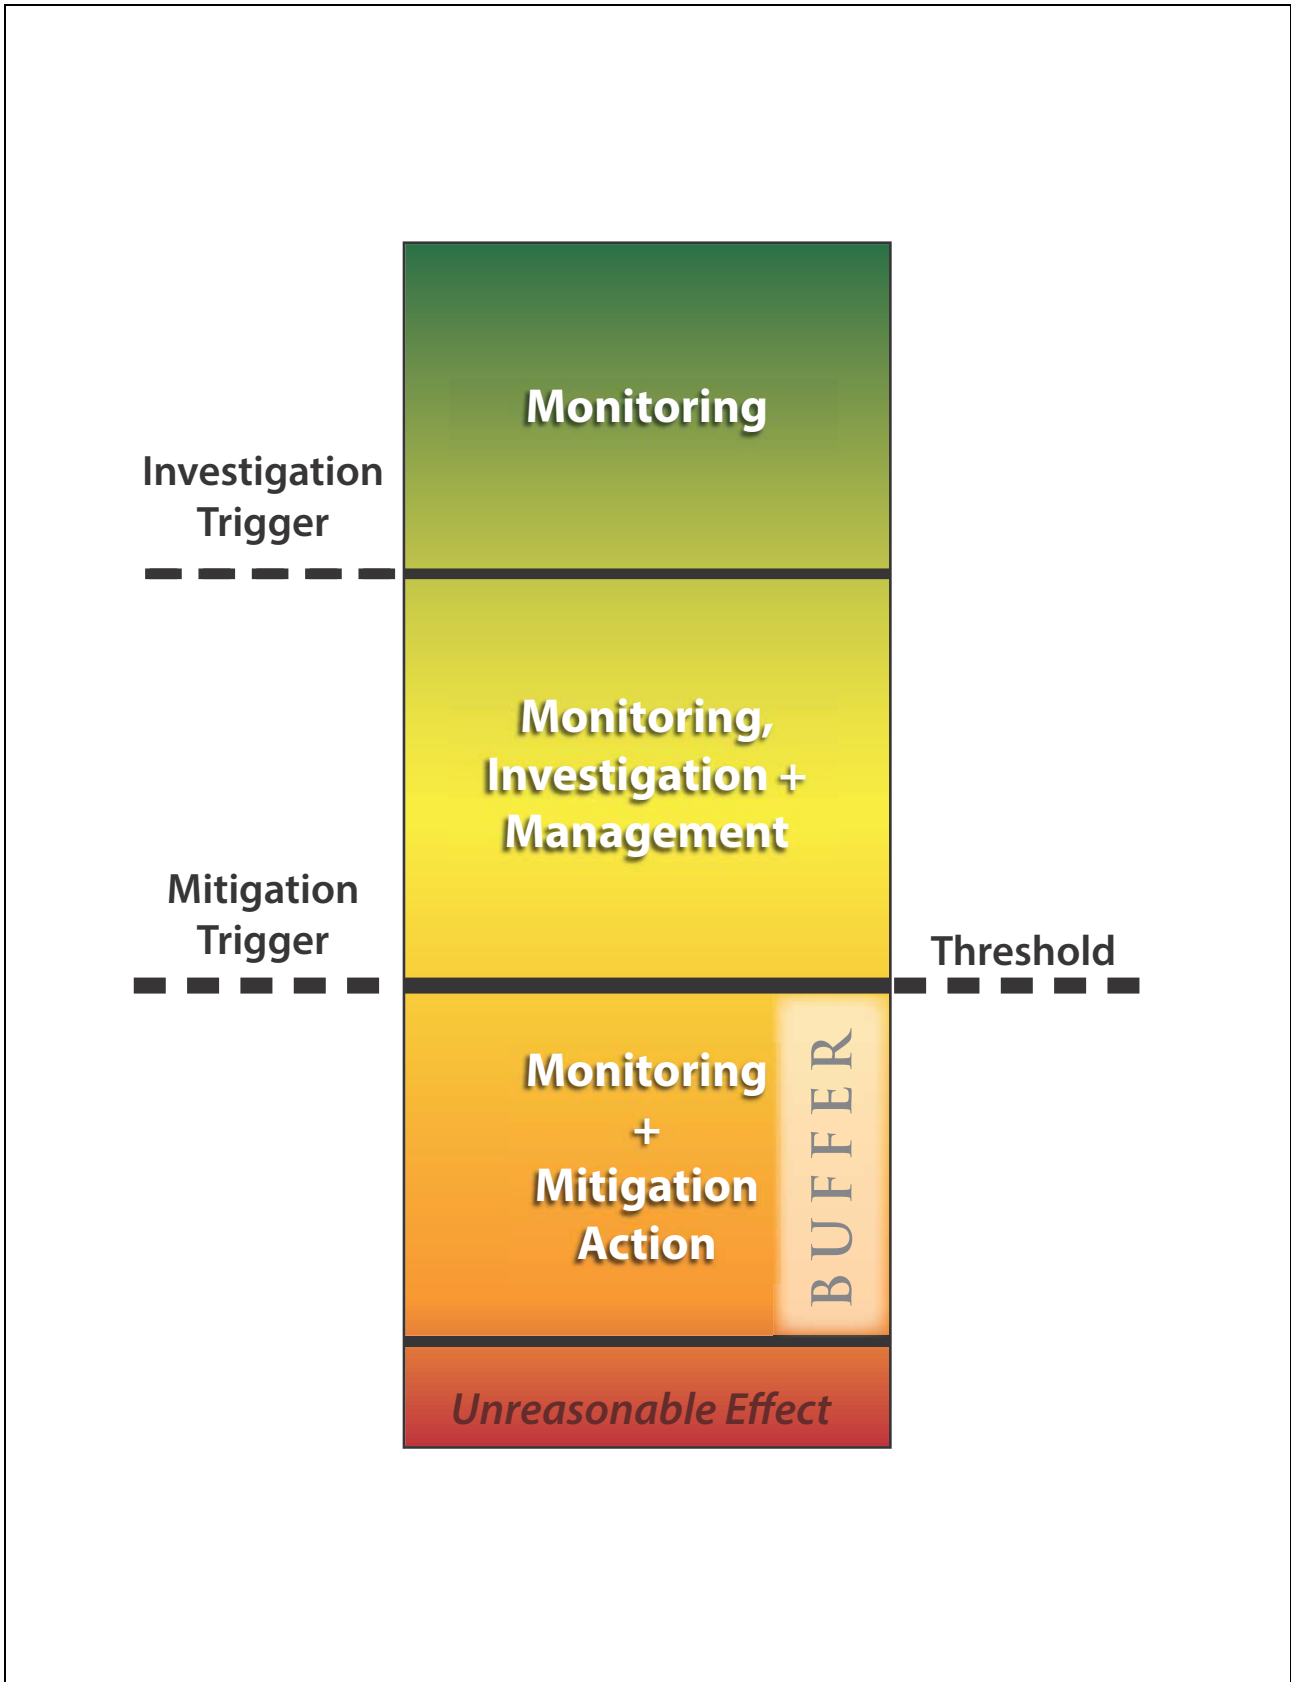 Monitoring
Investigation
Trigger
Monitoring,
Investigation +
Management
Mitigation
Trigger
Threshold
Monitoring
+
Mitigation
Action
BUFFER
Unreasonable Effect